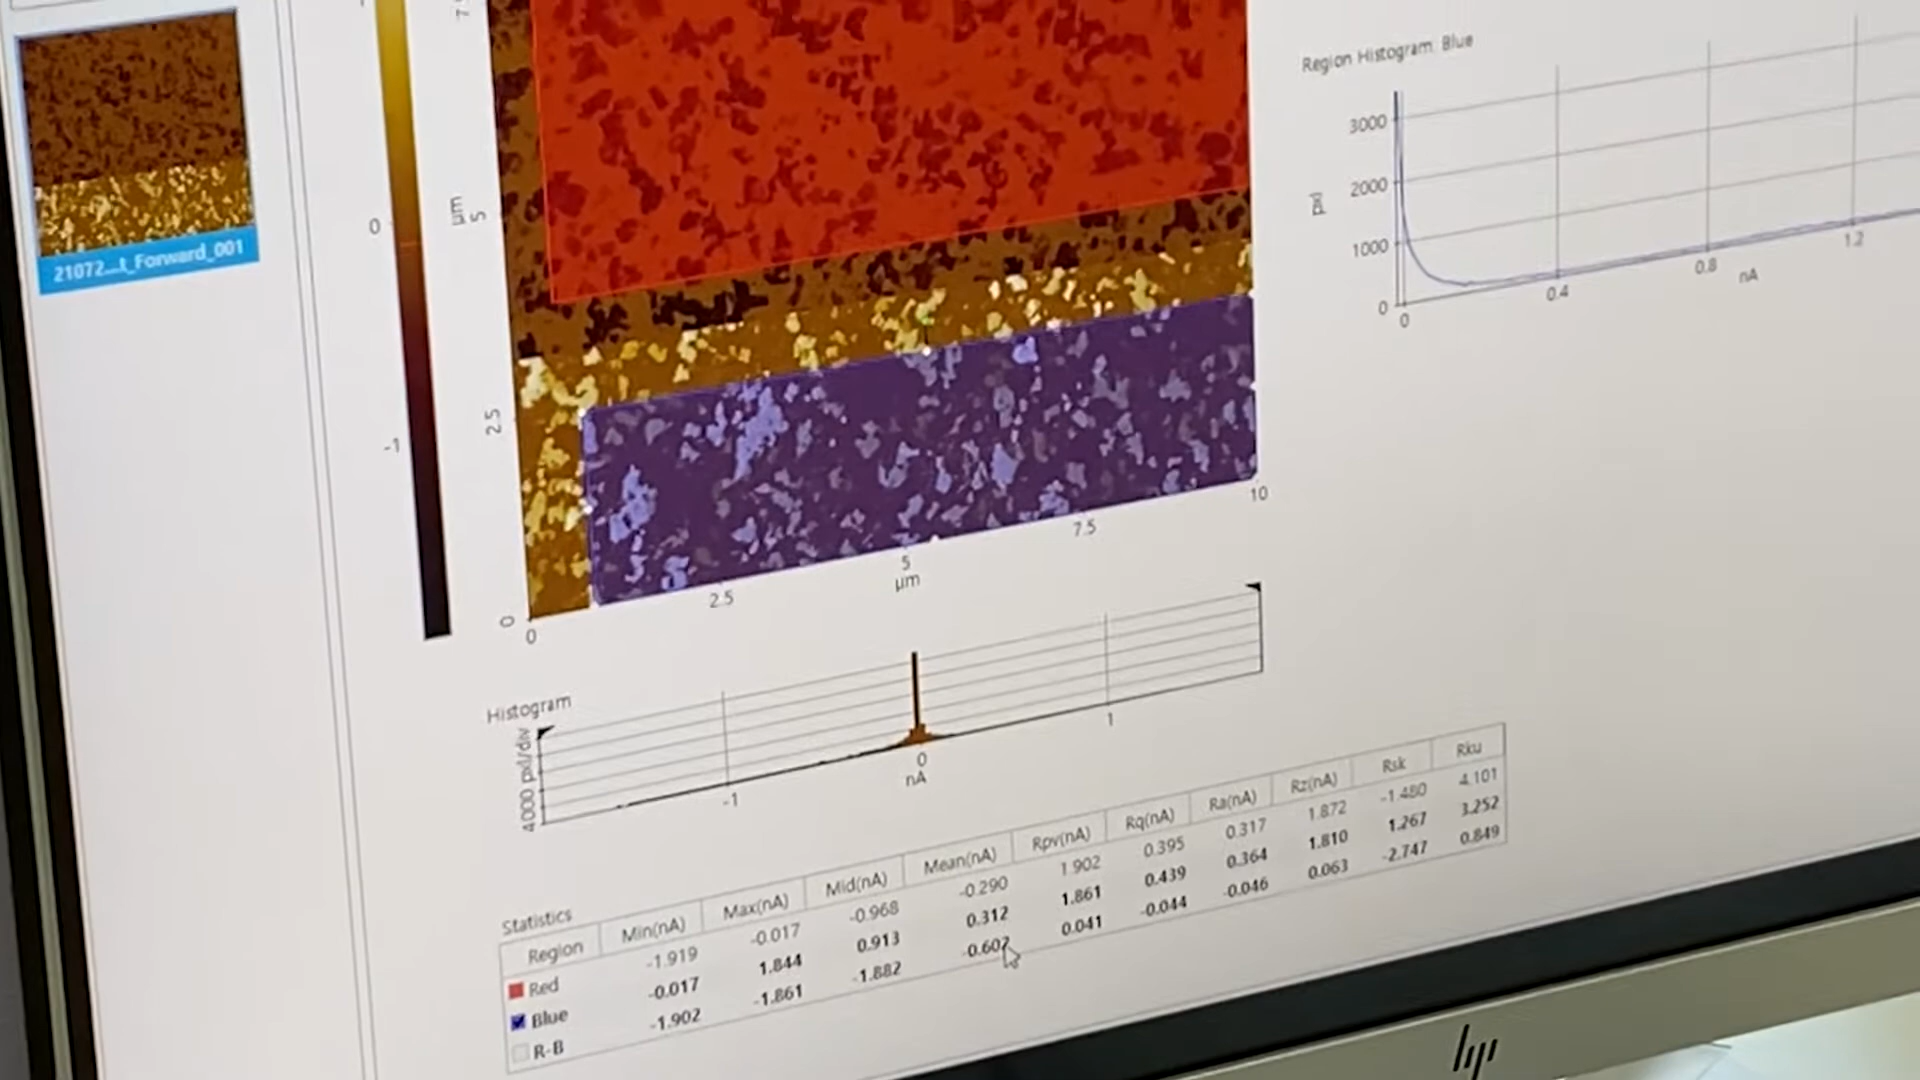 21072...t_Forward_001
0
-1
µm
5
2.5
0
0
2.5
5
7.5
10
µm
Region Histogram: Blue
pxl
3000
2000
1000
0
0
0.4
0.8
1.2
nA
Histogram
4000 pxl/div
-1
0
1
nA
Statistics
Region Min(nA) Max(nA) Mid(nA) Mean(nA) Rpv(nA) Rq(nA) Ra(nA) Rz(nA) Rsk Rku
Red -1.919 -0.017 -0.968 -0.290 1.902 0.395 0.317 1.872 -1.480 4.101
Blue -0.017 1.844 0.913 0.312 1.861 0.439 0.364 1.810 1.267 3.252
R-B -1.902 -1.861 -1.882 -0.602 0.041 -0.044 -0.046 0.063 -2.747 0.849
hp